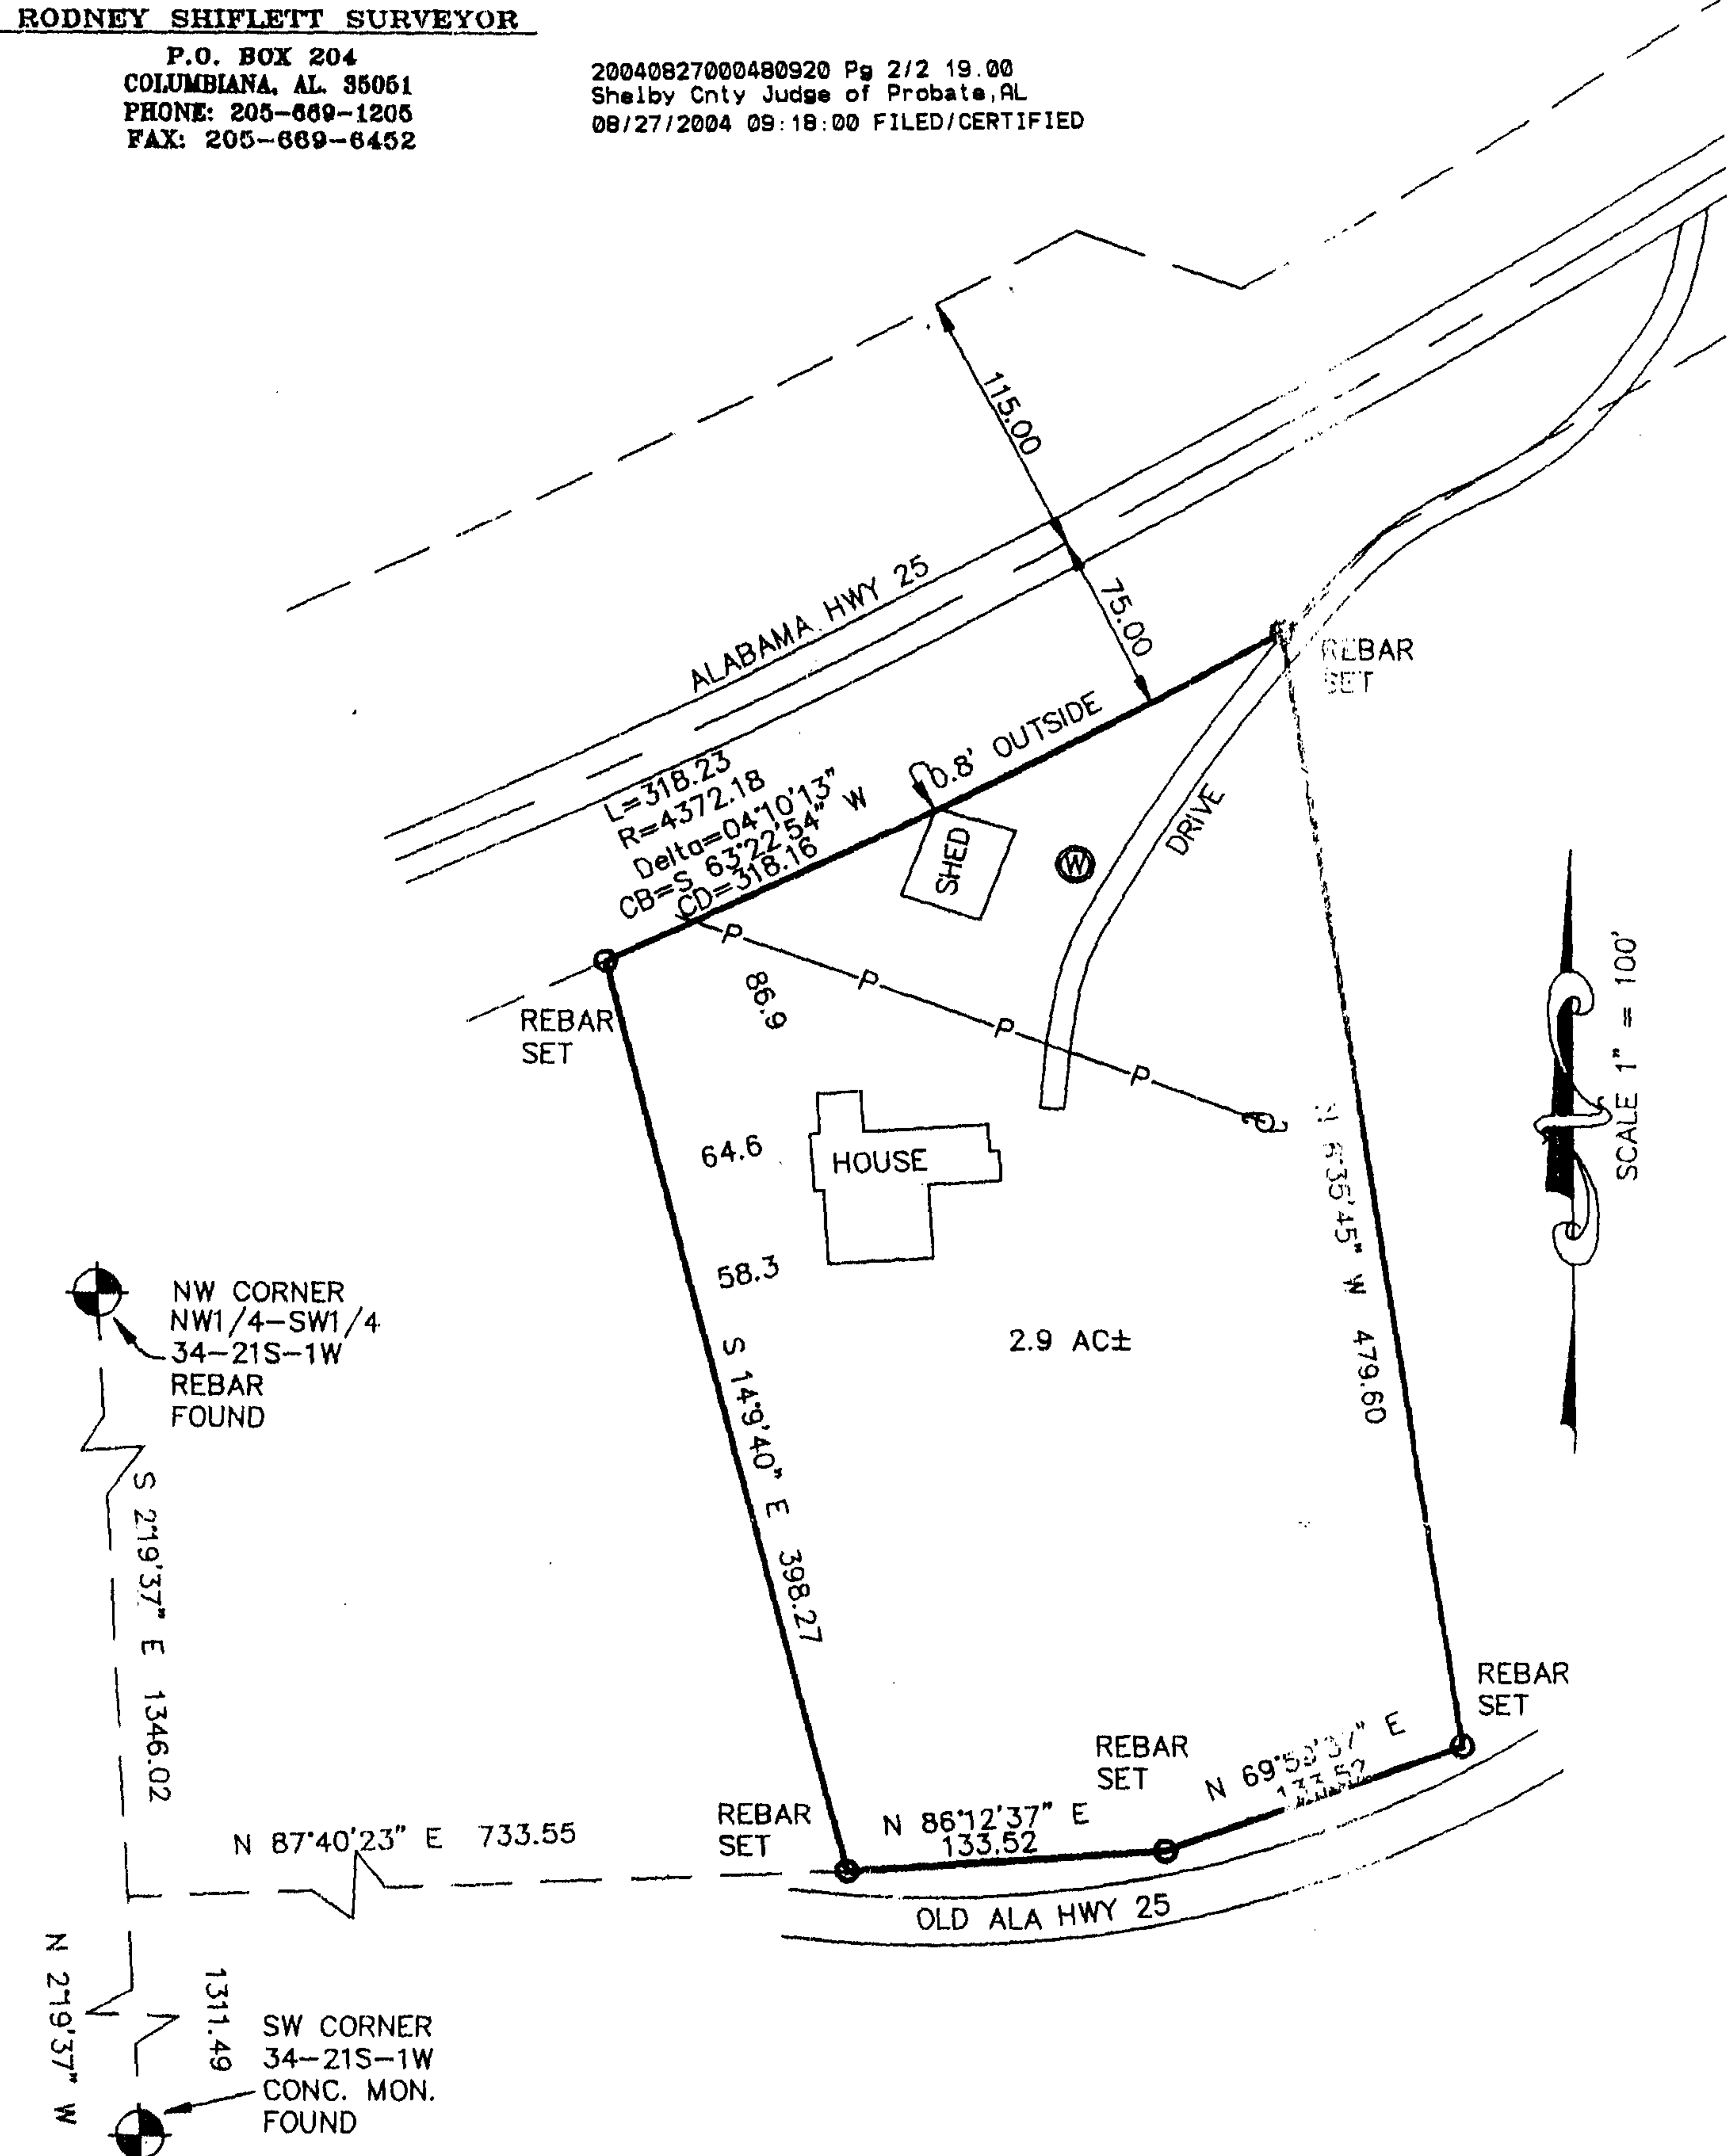 RODNEY SHIFLETT SURVEYOR
P.O. BOX 204
COLUMBIANA, AL. 35051
PHONE: 205-669-1205
FAX: 205-669-6452
20040827000480920 Pg 2/2 19.00
Shelby Cnty Judge of Probate,AL
08/27/2004 09:18:00 FILED/CERTIFIED
115.00
75.00
ALABAMA HWY 25
REBAR
SET
0.8' OUTSIDE
L=318.23
R=4372.18
Delta=04°10'13"
CB=S 63°22'54" W
CD=318.16
SHED
W
DRIVE
P
P
P
P
REBAR
SET
86.9
64.6
HOUSE
58.3
2.9 AC±
35'45" W 479.60
SCALE 1" = 100'
NW CORNER
NW1/4-SW1/4
34-21S-1W
REBAR
FOUND
S 14°9'40" E 398.27
S 2°19'37" E 1346.02
REBAR
SET
REBAR
SET
N 69° E
133.52
REBAR
SET
N 86°12'37" E
133.52
N 87°40'23" E 733.55
OLD ALA HWY 25
N 2°19'37" W
1311.49
SW CORNER
34-21S-1W
CONC. MON.
FOUND